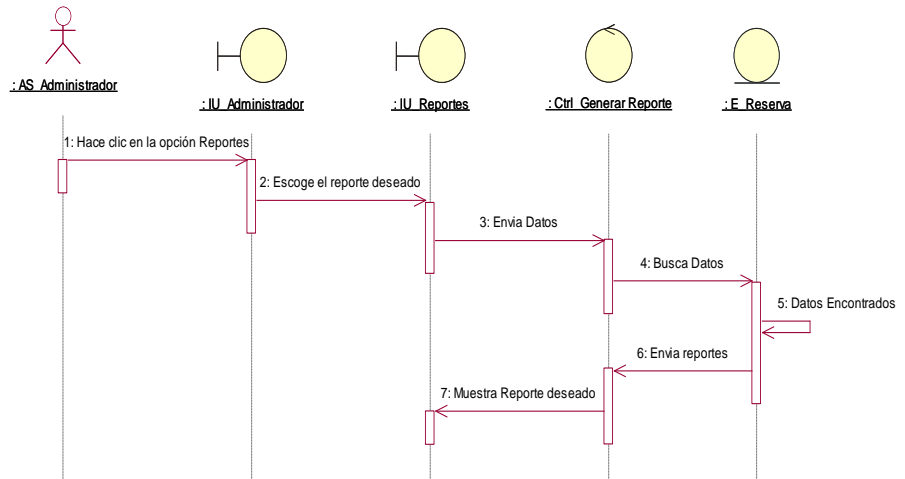 : AS_Administrador
: IU_Administrador
: IU_Reportes
: Ctrl_Generar Reporte
: E_Reserva
1: Hace clic en la opción Reportes
2: Escoge el reporte deseado
3: Envia Datos
4: Busca Datos
5: Datos Encontrados
6: Envia reportes
7: Muestra Reporte deseado